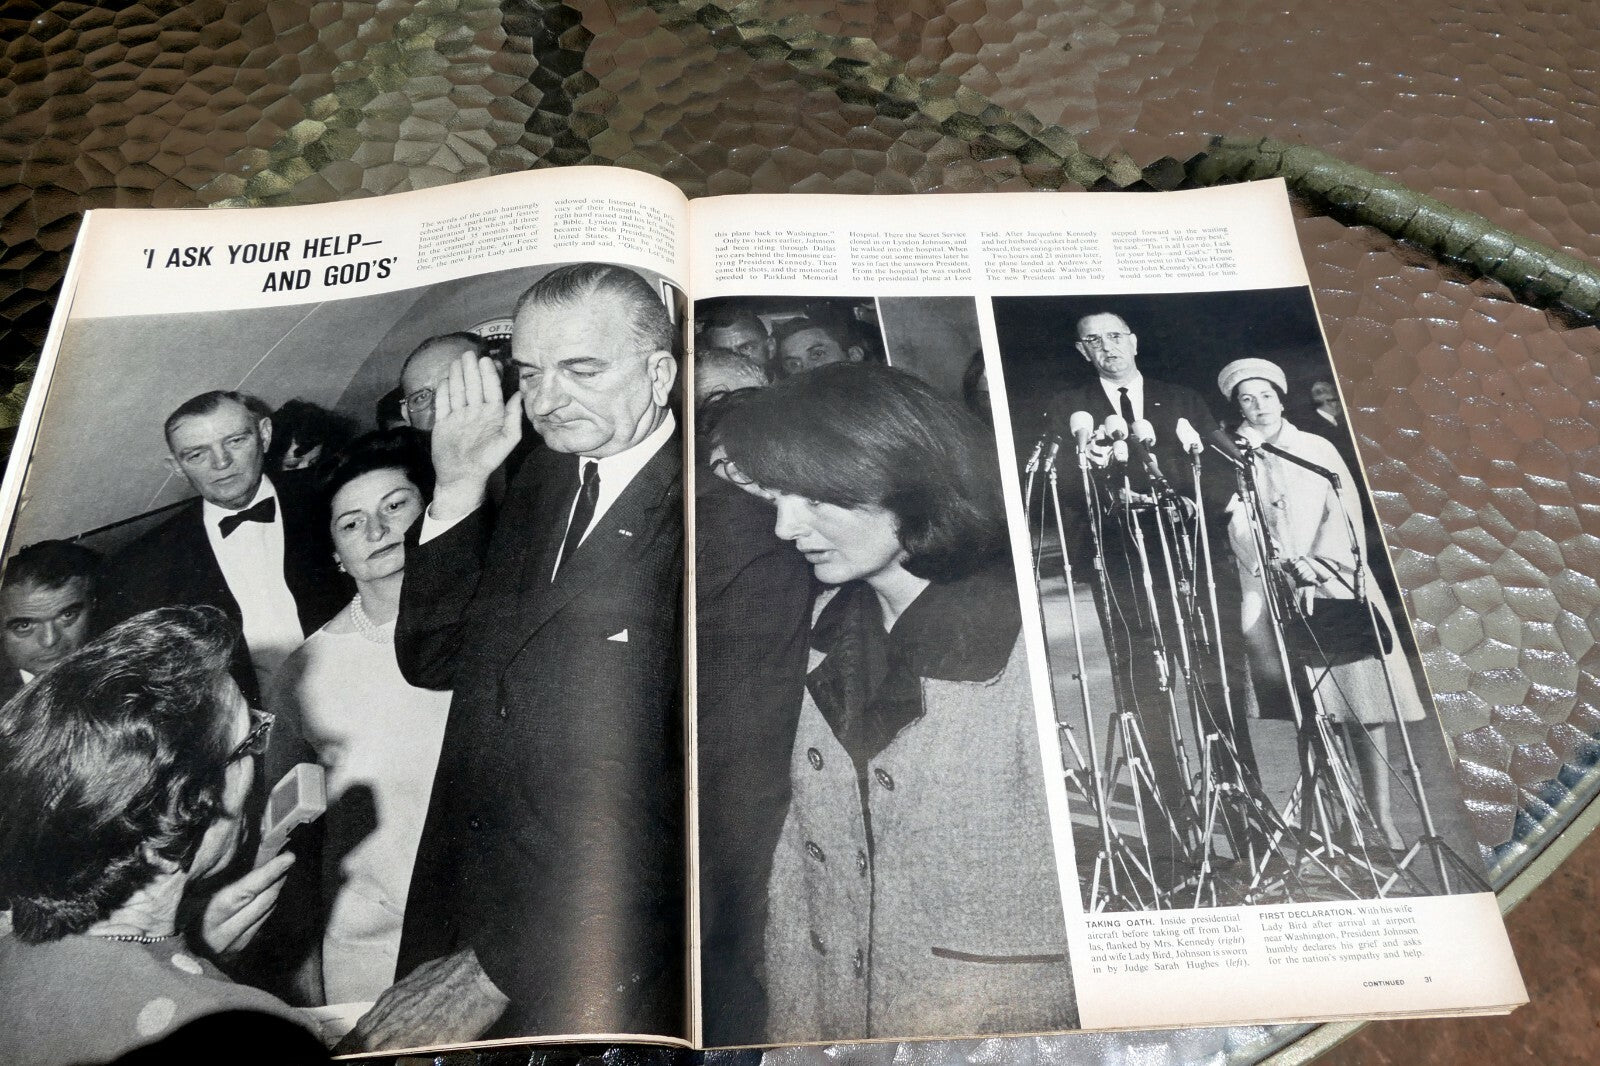 'I ASK YOUR HELP—
AND GOD'S'
The words of the oath hauntingly
echoed that sparkling and festive
Inauguration Day which all three
had attended 35 months before.
In the cramped compartment of
the presidential plane, Air Force
One, the new First Lady and the
widowed one listened in the pri-
vacy of their thoughts. With his
right hand raised and his left upon
a Bible, Lyndon Baines Johnson
became the 36th President of the
United States. Then he turned
quietly and said, "Okay, Let's fly
this plane back to Washington."
Only two hours earlier, Johnson
had been riding through Dallas
two cars behind the limousine car-
rying President Kennedy. Then
came the shots, and the motorcade
speeded to Parkland Memorial
Hospital. There the Secret Service
closed in on Lyndon Johnson, and
he walked into the hospital. When
he came out some minutes later he
was in fact the unsworn President.
From the hospital he was rushed
to the presidential plane at Love
Field. After Jacqueline Kennedy
and her husband's casket had come
aboard, the swearing in took place.
Two hours and 21 minutes later,
the plane landed at Andrews Air
Force Base outside Washington.
The new President and his lady
stepped forward to the waiting
microphones. "I will do my best,"
he said. "That is all I can do. I ask
for your help—and God's." Then
Johnson went to the White House,
where John Kennedy's Oval Office
would soon be emptied for him.
OF TH
TAKING OATH. Inside presidential
aircraft before taking off from Dal-
las, flanked by Mrs. Kennedy (right)
and wife Lady Bird, Johnson is sworn
in by Judge Sarah Hughes (left).
FIRST DECLARATION. With his wife
Lady Bird after arrival at airport
near Washington, President Johnson
humbly declares his grief and asks
for the nation's sympathy and help.
CONTINUED 31